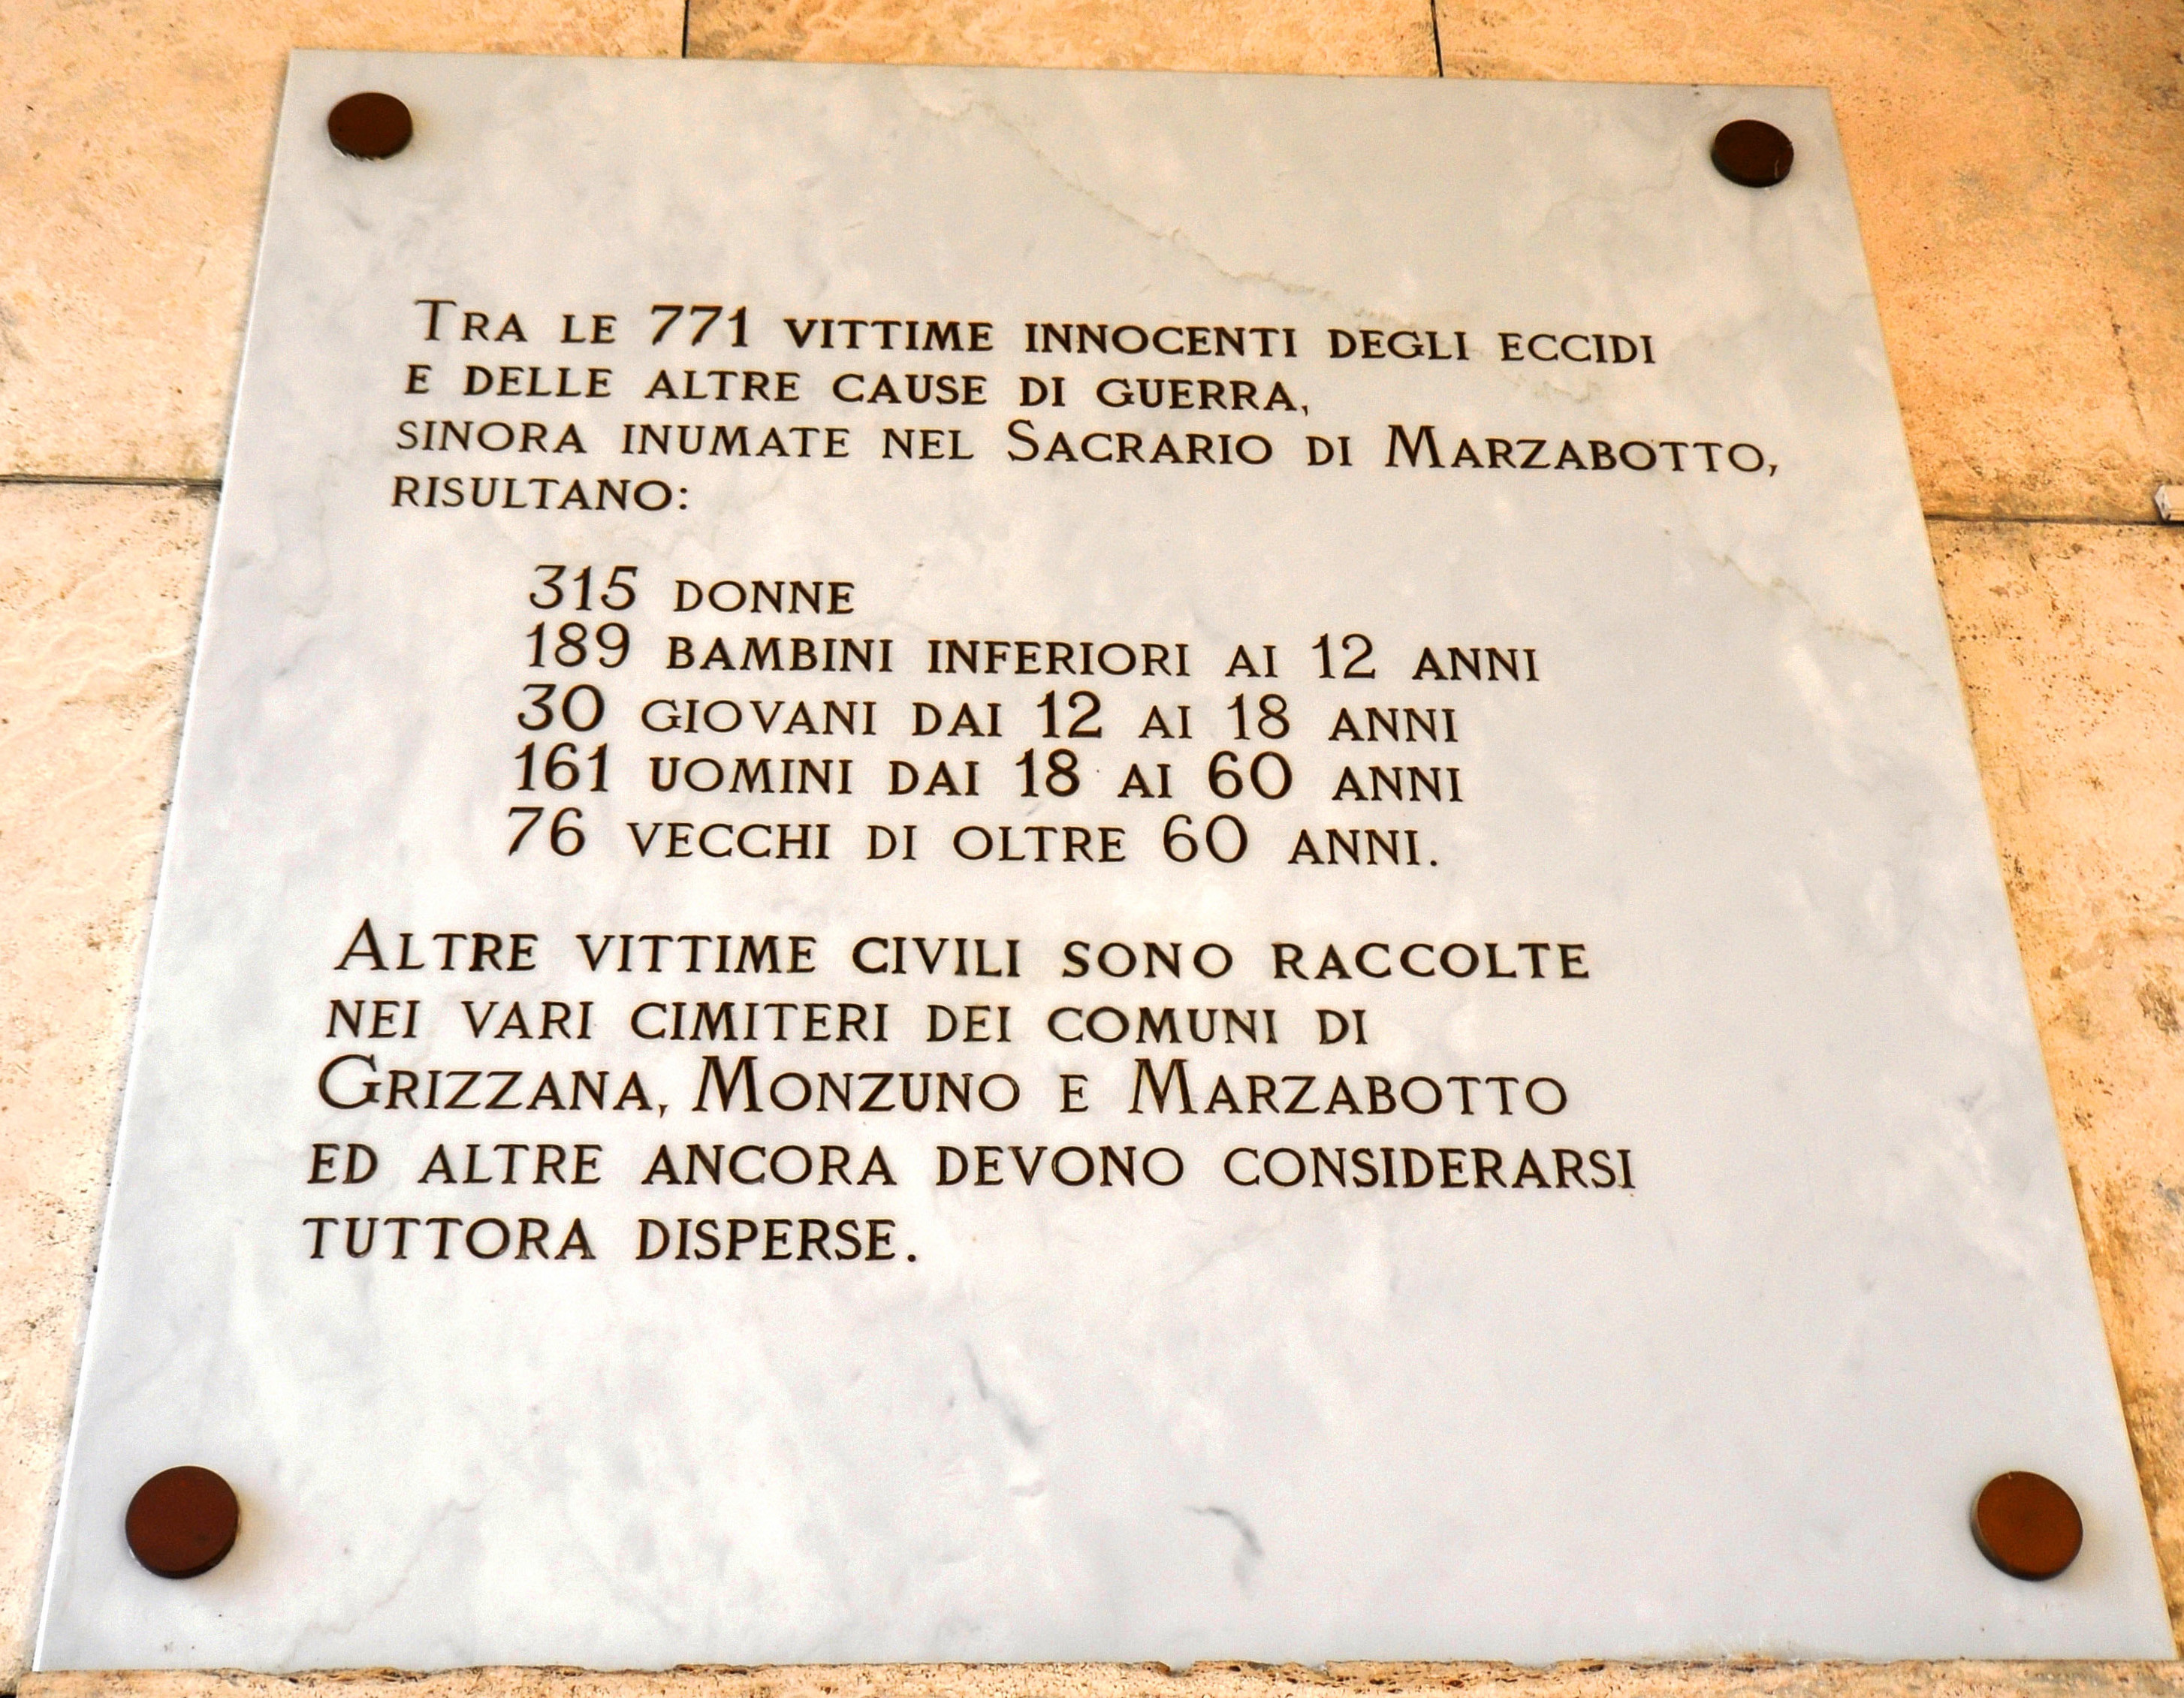 Tra le 771 vittime innocenti degli eccidi
e delle altre cause di guerra,
sinora inumate nel Sacrario di Marzabotto,
risultano:
315 donne
189 bambini inferiori ai 12 anni
30 giovani dai 12 ai 18 anni
161 uomini dai 18 ai 60 anni
76 vecchi di oltre 60 anni.
Altre vittime civili sono raccolte
nei vari cimiteri dei comuni di
Grizzana, Monzuno e Marzabotto
ed altre ancora devono considerarsi
tuttora disperse.